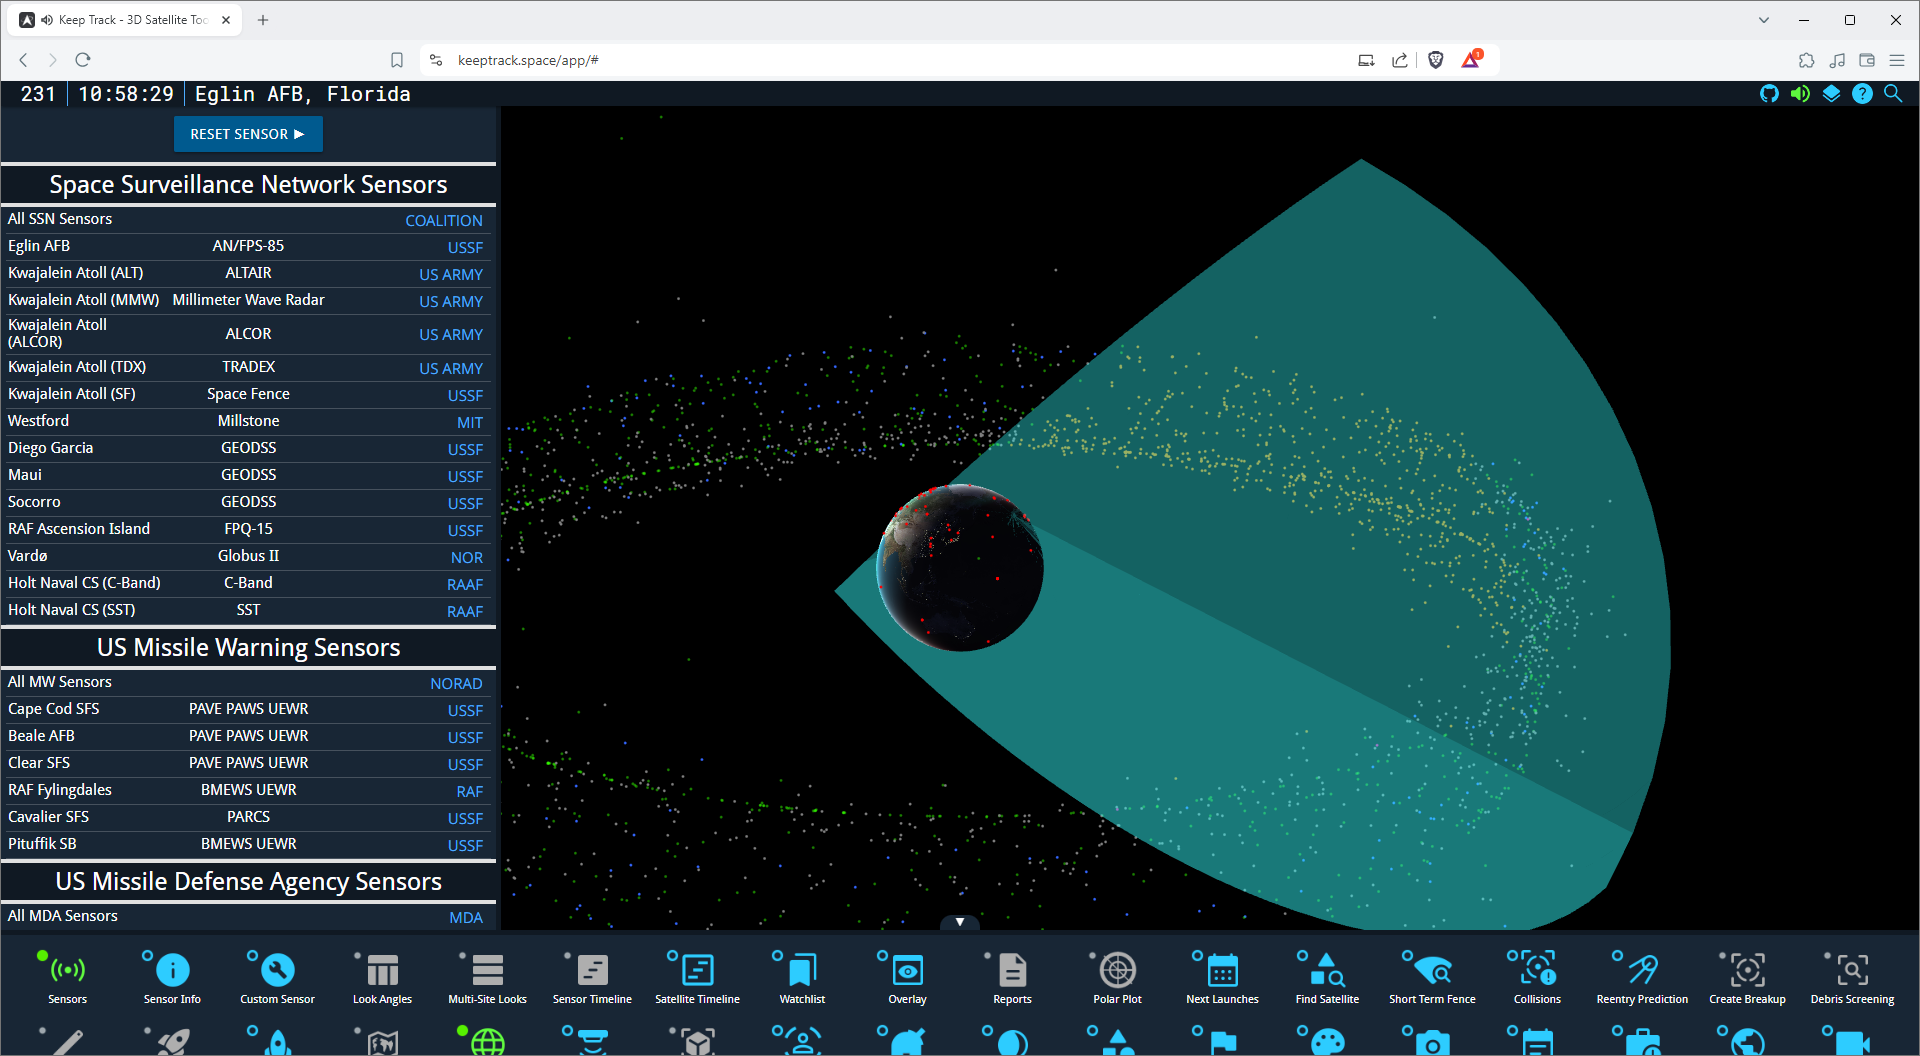 Keep Track - 3D Satellite Too
keeptrack.space/app/#
1
231 10:58:29 Eglin AFB, Florida
RESET SENSOR ▶
Space Surveillance Network Sensors
All SSN Sensors COALITION
Eglin AFB AN/FPS-85 USSF
Kwajalein Atoll (ALT) ALTAIR US ARMY
Kwajalein Atoll (MMW) Millimeter Wave Radar US ARMY
Kwajalein Atoll
(ALCOR) ALCOR US ARMY
Kwajalein Atoll (TDX) TRADEX US ARMY
Kwajalein Atoll (SF) Space Fence USSF
Westford Millstone MIT
Diego Garcia GEODSS USSF
Maui GEODSS USSF
Socorro GEODSS USSF
RAF Ascension Island FPQ-15 USSF
Vardø Globus II NOR
Holt Naval CS (C-Band) C-Band RAAF
Holt Naval CS (SST) SST RAAF
US Missile Warning Sensors
All MW Sensors NORAD
Cape Cod SFS PAVE PAWS UEWR USSF
Beale AFB PAVE PAWS UEWR USSF
Clear SFS PAVE PAWS UEWR USSF
RAF Fylingdales BMEWS UEWR RAF
Cavalier SFS PARCS USSF
Pituffik SB BMEWS UEWR USSF
US Missile Defense Agency Sensors
All MDA Sensors MDA
Sensors Sensor Info Custom Sensor Look Angles Multi-Site Looks Sensor Timeline Satellite Timeline Watchlist Overlay Reports Polar Plot Next Launches Find Satellite Short Term Fence Collisions Reentry Prediction Create Breakup Debris Screening